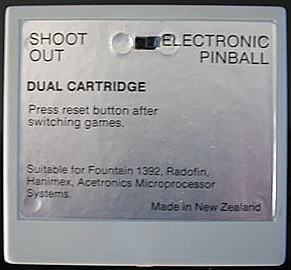 SHOOT OUT
ELECTRONIC PINBALL
DUAL CARTRIDGE
Press reset button after
switching games.
Suitable for Fountain 1392, Radofin,
Hanimex, Acetronics Microprocessor
Systems.
Made in New Zealand